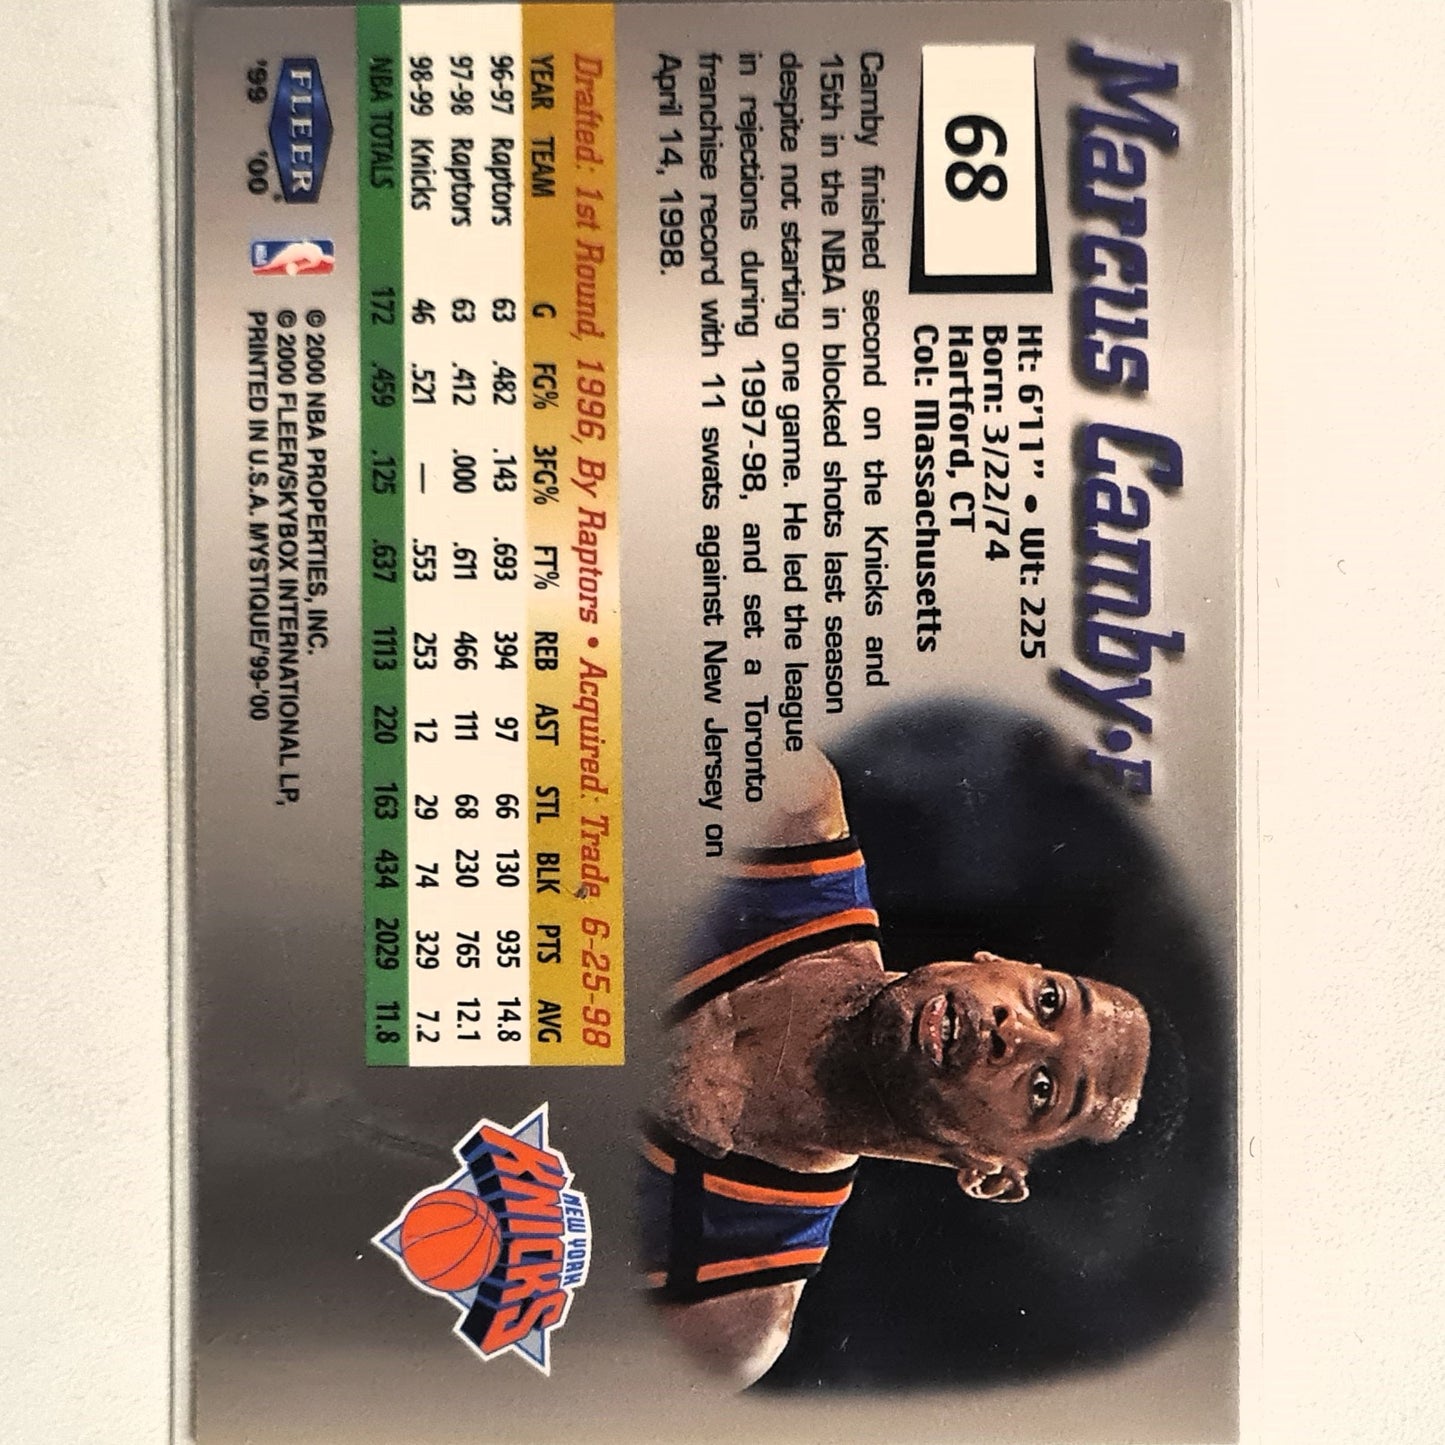 Marcus Camby • F
68
Ht: 6'11" • Wt: 225
Born: 3/22/74
Hartford, CT
Col: Massachusetts
Camby finished second on the Knicks and
15th in the NBA in blocked shots last season
despite not starting one game. He led the league
in rejections during 1997-98, and set a Toronto
franchise record with 11 swats against New Jersey on
April 14, 1998.
Drafted: 1st Round, 1996, By Raptors • Acquired: Trade, 6-25-98
YEAR TEAM G FG% 3FG% FT% REB AST STL BLK PTS AVG
96-97 Raptors 63 .482 .143 .693 394 97 66 130 935 14.8
97-98 Raptors 63 .412 .000 .611 466 111 68 230 765 12.1
98-99 Knicks 46 .521 — .553 253 12 29 74 329 7.2
NBA TOTALS 172 .459 .125 .637 1113 220 163 434 2029 11.8
NEW YORK
KNICKS
FLEER®
'99 '00
NBA
© 2000 NBA PROPERTIES, INC.
© 2000 FLEER/SKYBOX INTERNATIONAL LP,
PRINTED IN U.S.A. MYSTIQUE/'99-'00